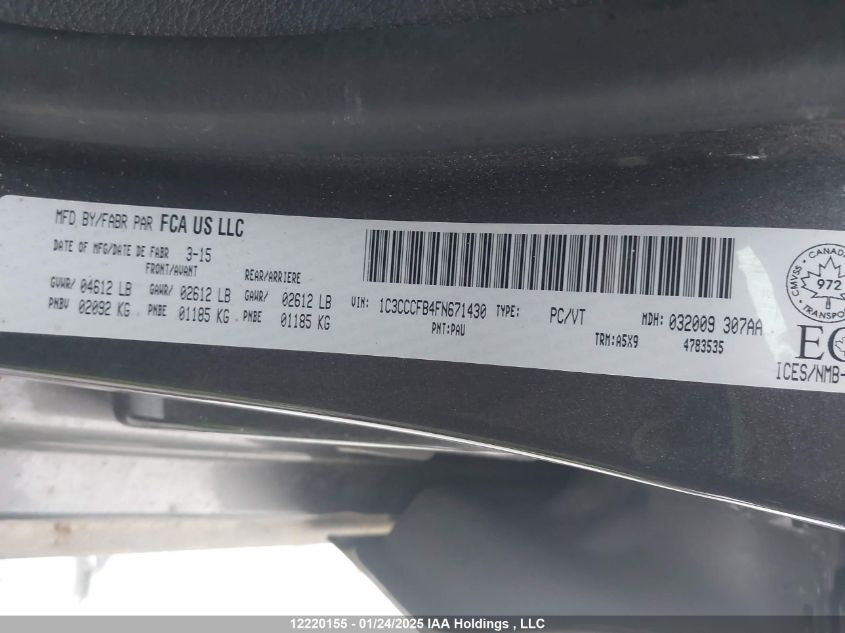 MFD BY/FABR PAR FCA US LLC
DATE OF MFG/DATE DE FABR 3-15
FRONT/AVANT REAR/ARRIERE
GVWR/ 04612 LB GAWR/ 02612 LB GAWR/ 02612 LB
PNBV 02092 KG . PNBE 01185 KG . PNBE 01185 KG
VIN: 1C3CCCFB4FN671430 TYPE: PC/VT MDH: 032009 307AA
PNT:PAU TRM:A5X9 4783535
CANADA
CMVSS
972
TRANSPO
ICES/NMB-
12220155 - 01/24/2025 IAA Holdings , LLC